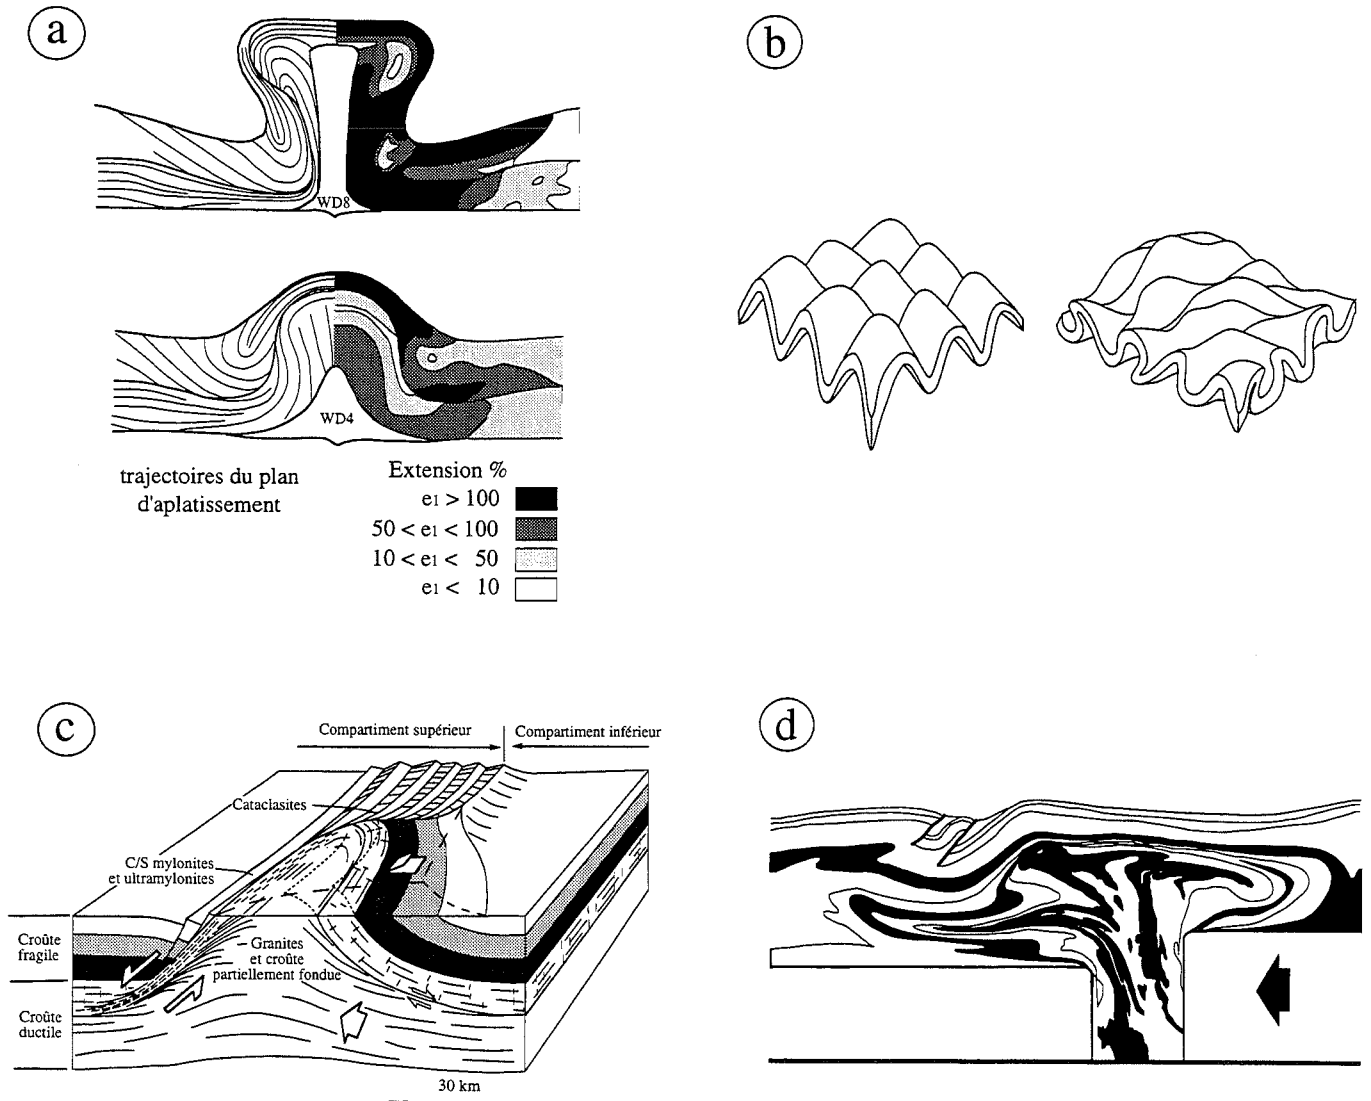 a
WD8
WD4
trajectoires du plan
d'aplatissement
Extension %
e1 > 100
50 < e1 < 100
10 < e1 < 50
e1 < 10
b
c
Compartiment supérieur
Compartiment inférieur
Cataclasites
C/S mylonites
et ultramylonites
Croûte
fragile
Granites
et croûte
partiellement fondue
Croûte
ductile
30 km
d